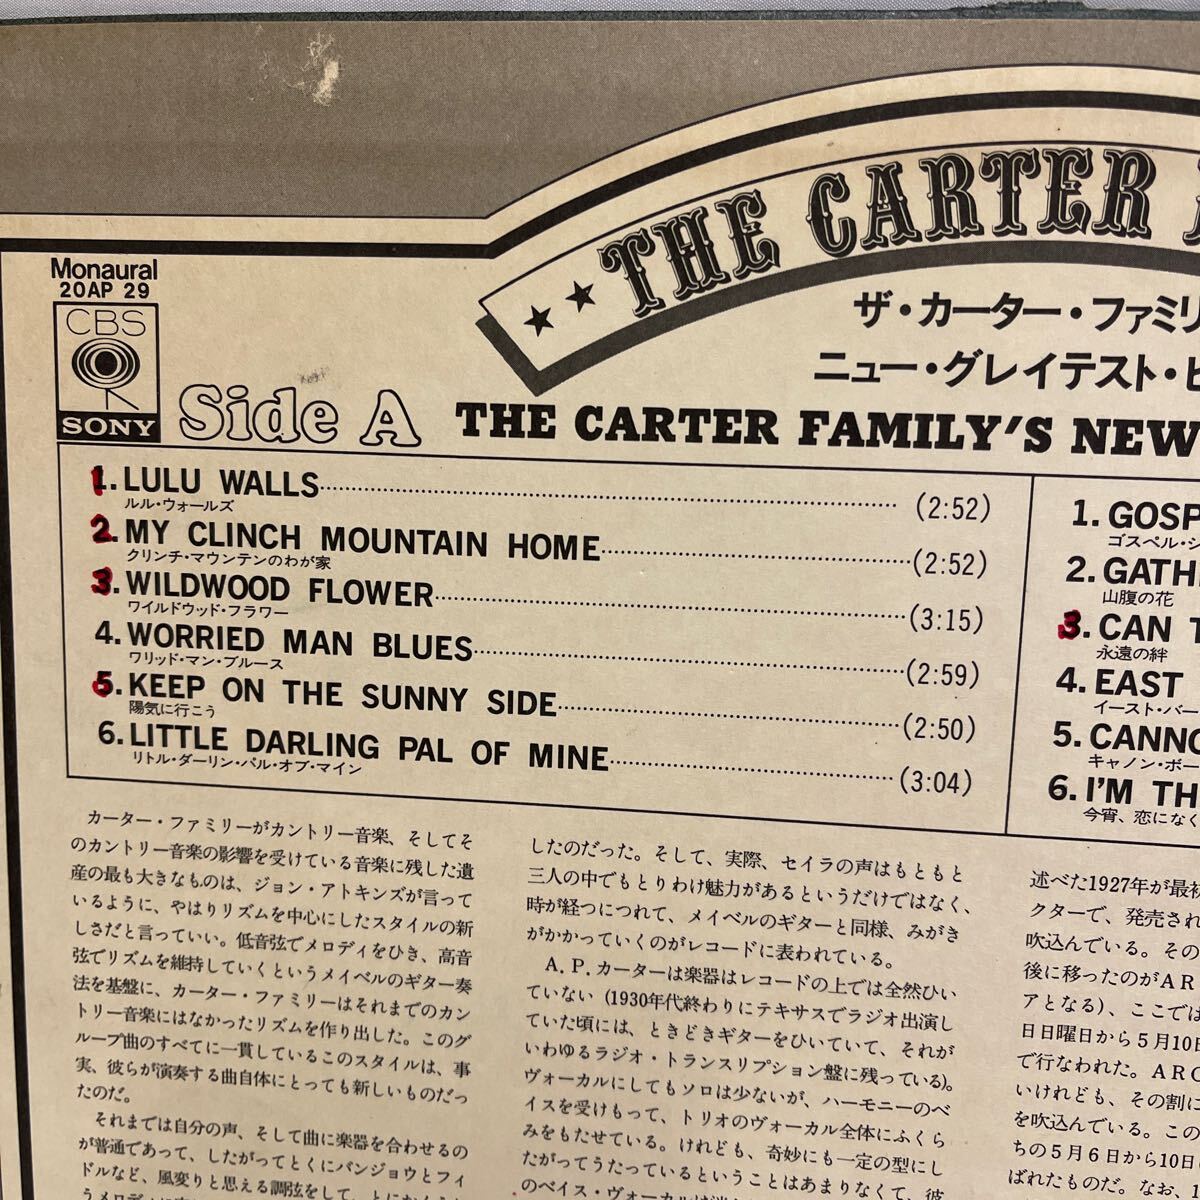 THE CARTER
ザ・カーター・ファミリ
ニュー・グレイテスト・ヒ
Monaural
20AP 29
CBS
SONY
Side A
THE CARTER FAMILY'S NEW
1. LULU WALLS (2:52)
ルル・ウォールズ
2. MY CLINCH MOUNTAIN HOME (2:52)
クリンチ・マウンテンのわが家
3. WILDWOOD FLOWER (3:15)
ワイルドウッド・フラワー
4. WORRIED MAN BLUES (2:59)
ワリッド・マン・ブルース
5. KEEP ON THE SUNNY SIDE (2:50)
陽気に行こう
6. LITTLE DARLING PAL OF MINE (3:04)
リトル・ダーリン・パル・オブ・マイン
1. GOSP
ゴスペル・シ
2. GATH
山腹の花
3. CAN T
永遠の絆
4. EAST
イースト・バー
5. CANNO
キャノン・ボー
6. I'M TH
今宵、恋になく
カーター・ファミリーがカントリー音楽、そしてそ
のカントリー音楽の影響を受けている音楽に残した遺
産の最も大きなものは、ジョン・アトキンズが言って
いるように、やはりリズムを中心にしたスタイルの新
しさだと言っていい。低音弦でメロディをひき、高音
弦でリズムを維持していくというメイベルのギター奏
法を基盤に、カーター・ファミリーはそれまでのカン
トリー音楽にはなかったリズムを作り出した。このグ
ループ曲のすべてに一貫しているこのスタイルは、事
実、彼らが演奏する曲自体にとっても新しいものだっ
たのだ。
それまでは自分の声、そして曲に楽器を合わせるの
が普通であって、したがってとくにバンジョウとフィ
ドルなど、風変りと思える調弦をして、とにかく
うメロディに
したのだった。そして、実際、セイラの声はもともと
三人の中でもとりわけ魅力があるというだけではなく、
時が経つにつれて、メイベルのギターと同様、みがき
がかかっていくのがレコードに表われている。
A. P. カーターは楽器はレコードの上では全然ひい
ていない (1930年代終わりにテキサスでラジオ出演し
ていた頃には、ときどきギターをひいていて、それが
いわゆるラジオ・トランスリプション盤に残っている)。
ヴォーカルにしてもソロは少ないが、ハーモニーのベ
イスを受けもって、トリオのヴォーカル全体にふくら
みをもたせている。けれども、奇妙にも一定の型にし
たがってうたっているということはあまりなくて、彼
のベイス・ヴォーカルは
述べた1927年が最初
クターで、発売され
吹込んでいる。その
後に移ったのがAR
アとなる)、ここでは
日日曜日から5月10日
で行なわれた。ARC
いけれども、その割に
を吹込んでいる。この
ちの5月6日から10日
ばれたものだ。なお、1